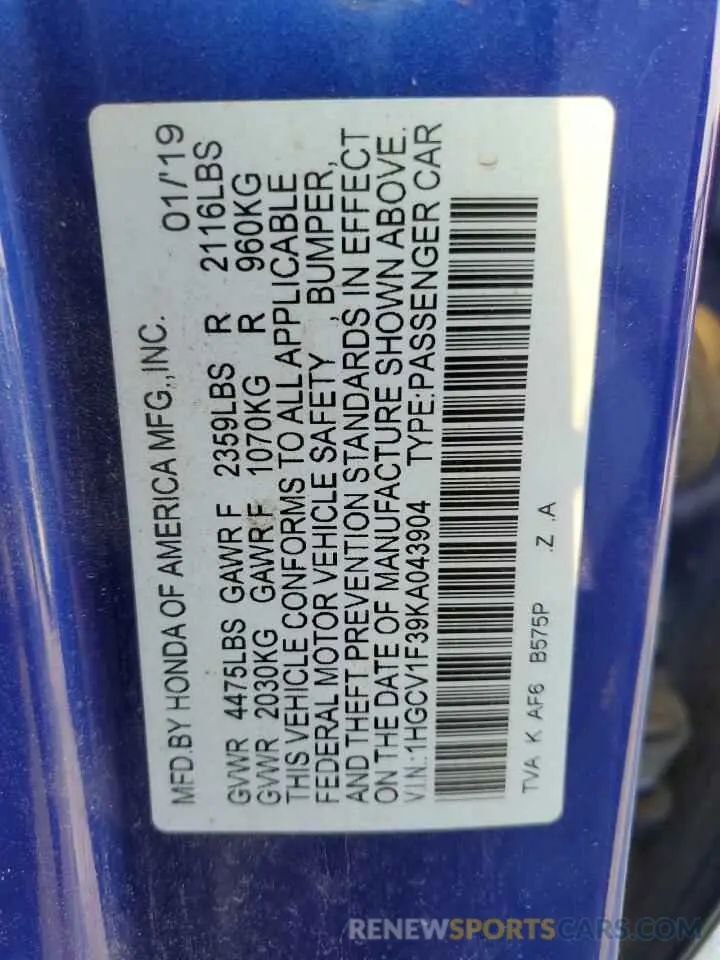 MFD.BY HONDA OF AMERICA MFG.,INC. 01/'19
GVWR 4475LBS GAWR F 2359LBS R 2116LBS
GVWR 2030KG GAWR F 1070KG R 960KG
THIS VEHICLE CONFORMS TO ALL APPLICABLE
FEDERAL MOTOR VEHICLE SAFETY , BUMPER,
AND THEFT PREVENTION STANDARDS IN EFFECT
ON THE DATE OF MANUFACTURE SHOWN ABOVE.
V.I.N.:1HGCV1F39KA043904 TYPE:PASSENGER CAR
TVA K AF6 B575P .Z .A
RENEWSPORTSCARS.COM